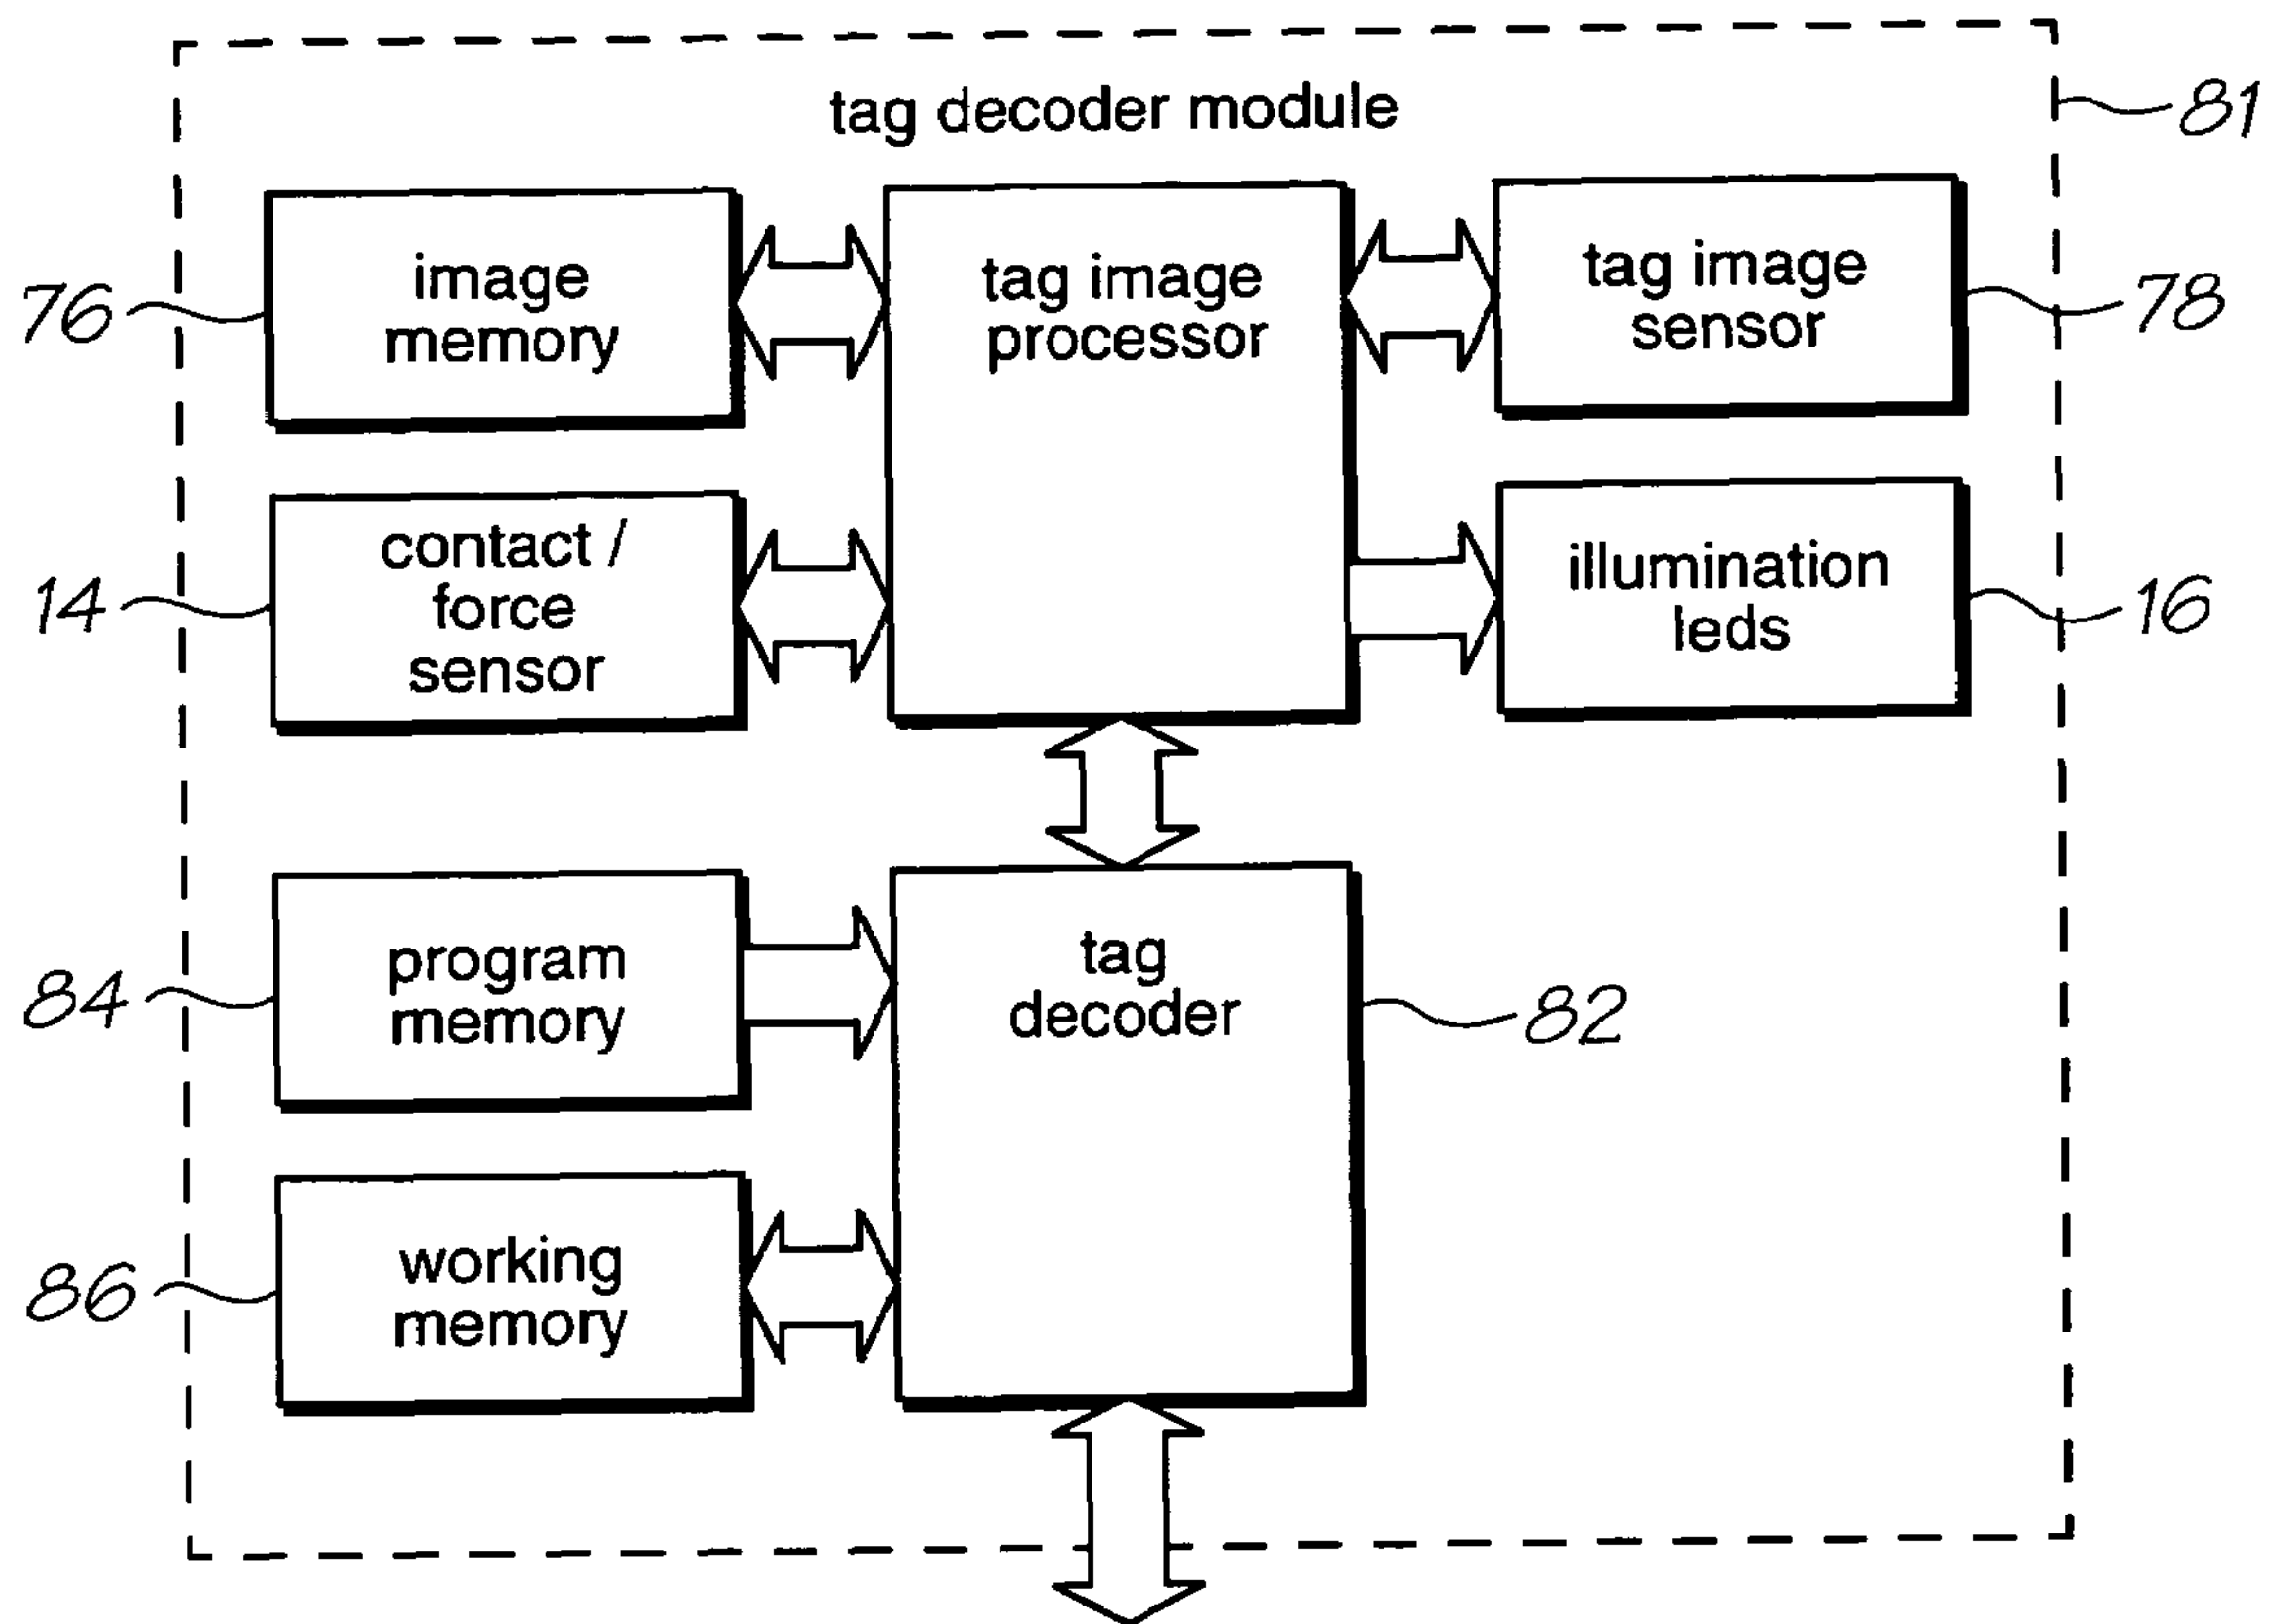 tag decoder module
81
image
memory
76
tag image
processor
tag image
sensor
78
contact /
force
sensor
14
illumination
leds
16
program
memory
84
tag
decoder
82
working
memory
86